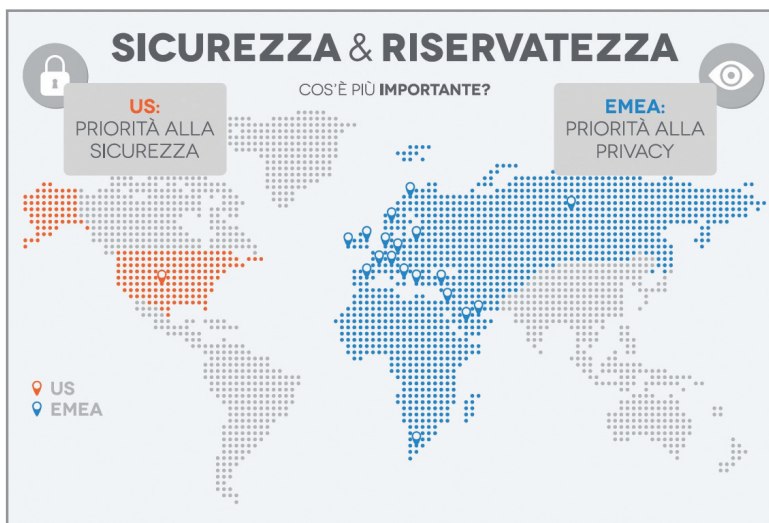 SICUREZZA & RISERVATEZZA
COS'È PIÙ IMPORTANTE?
US:
PRIORITÀ ALLA
SICUREZZA
EMEA:
PRIORITÀ ALLA
PRIVACY
US
EMEA